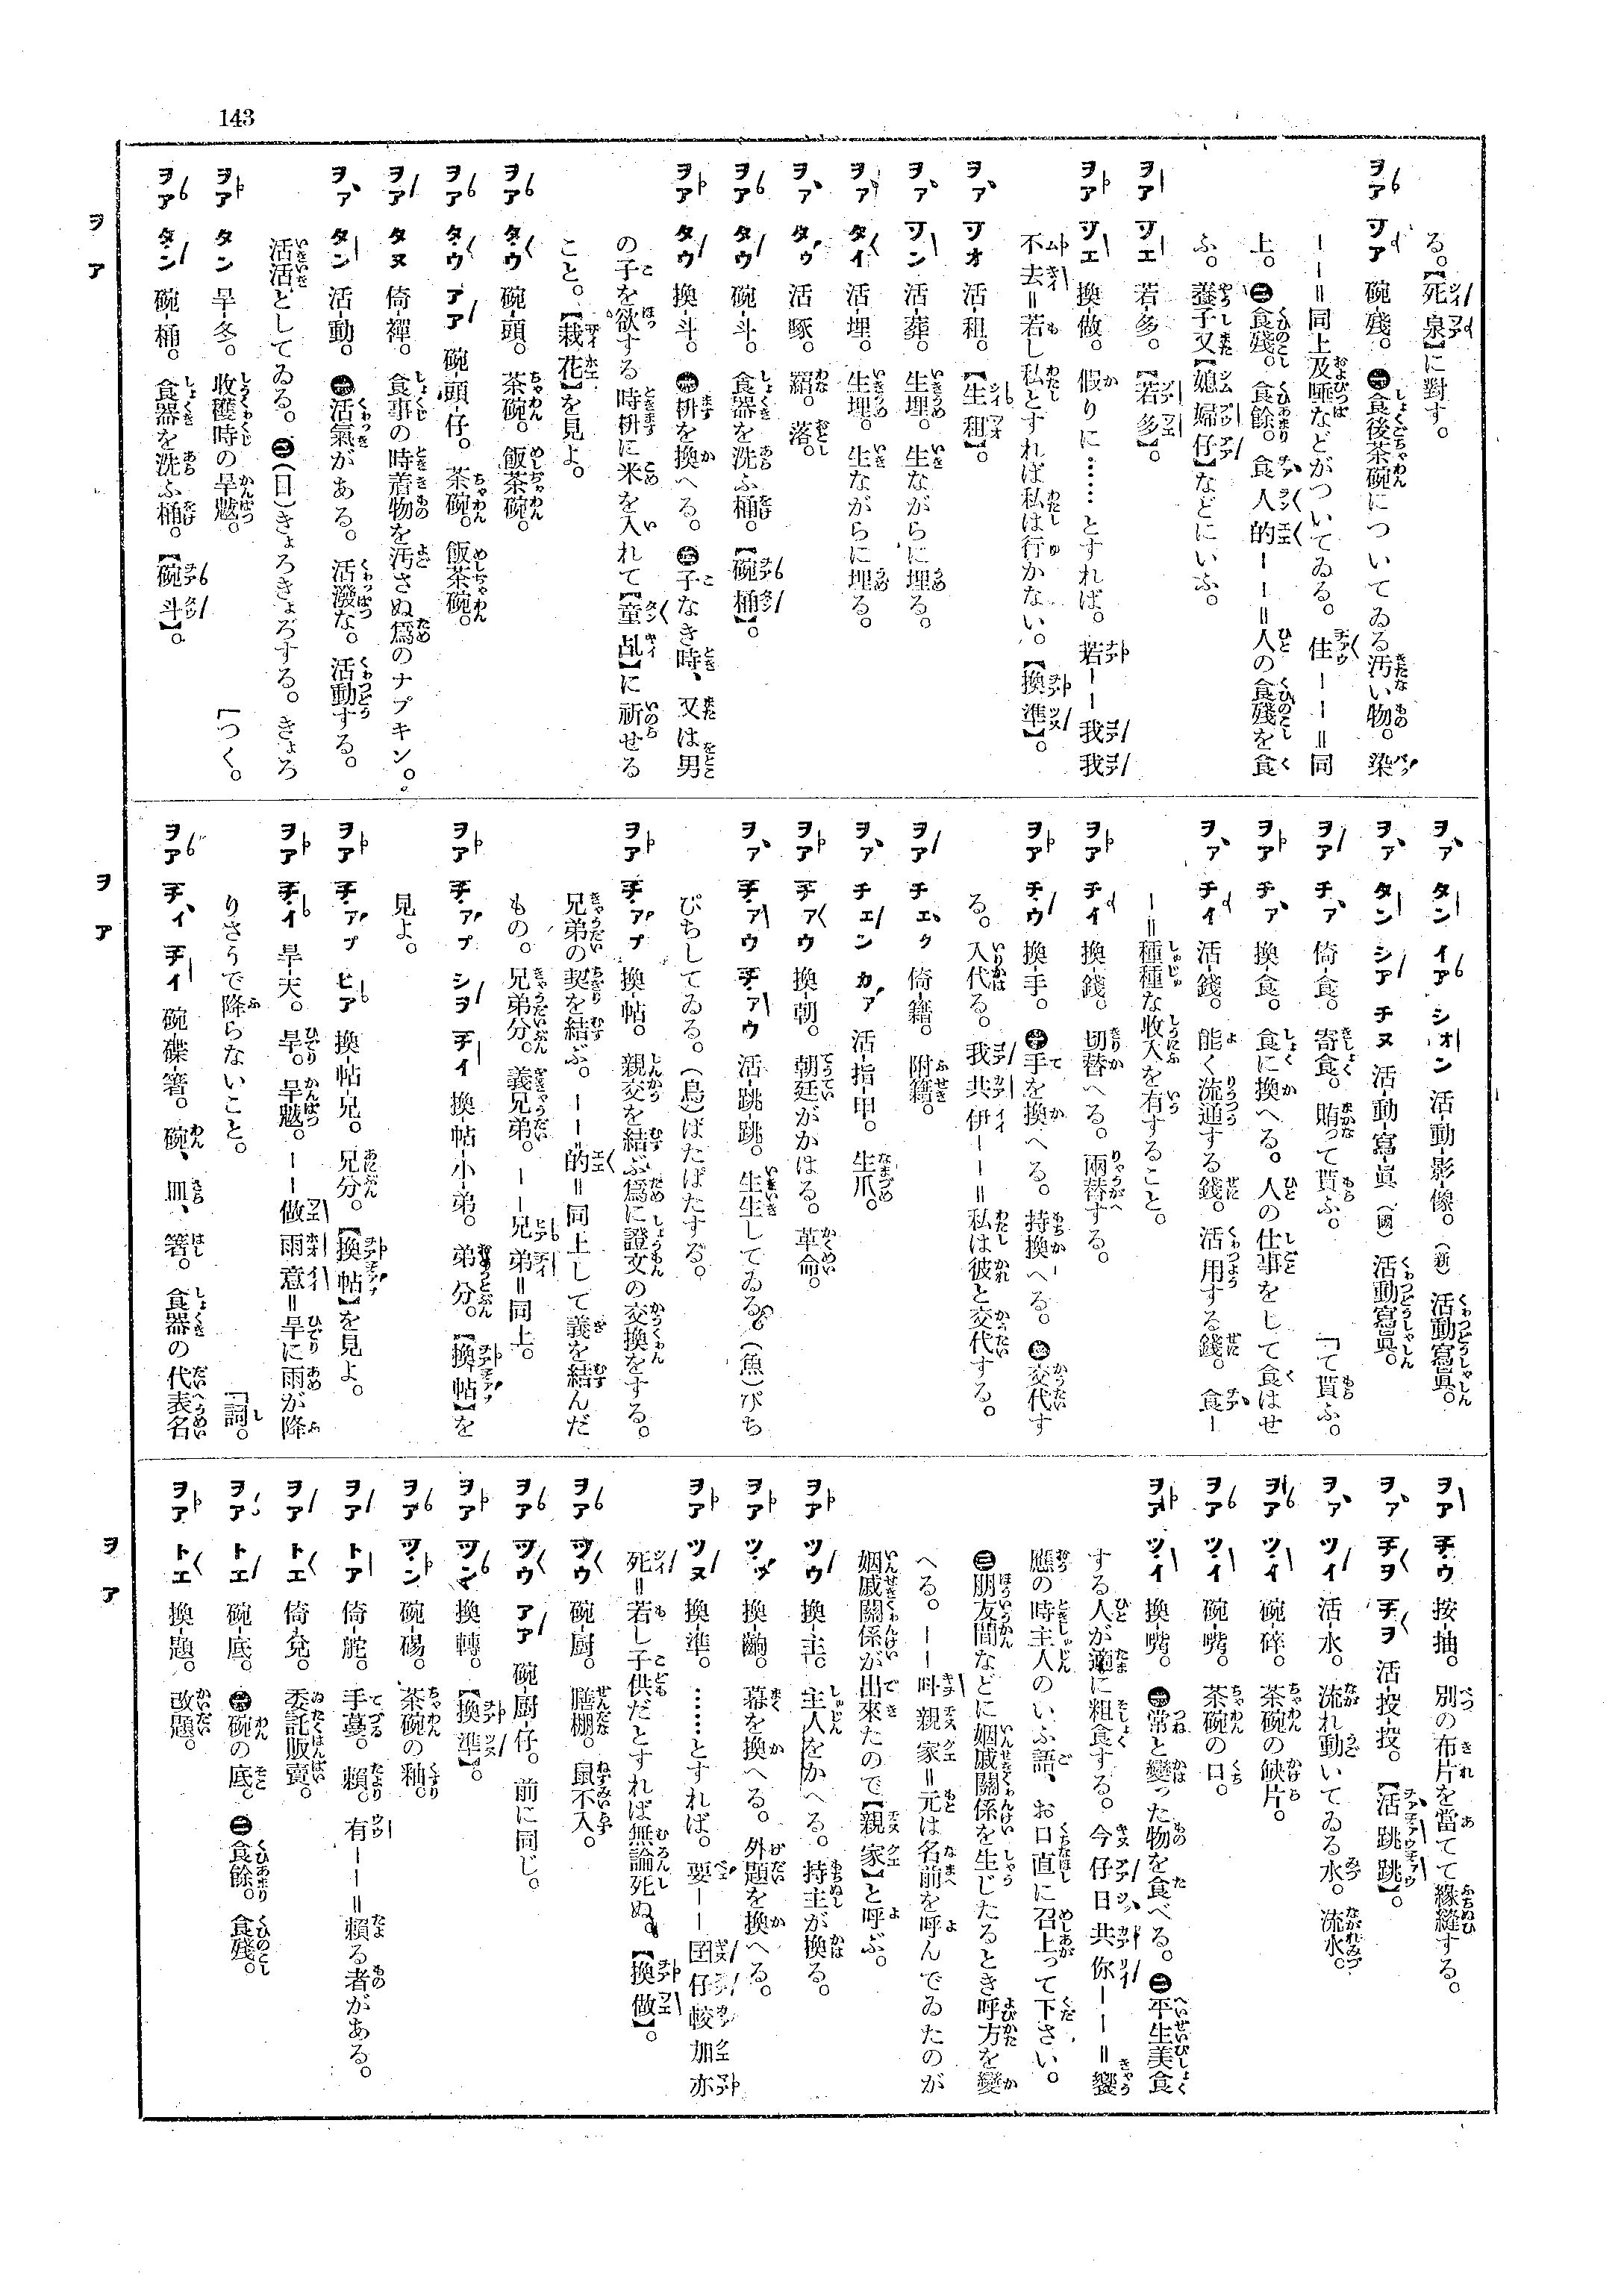 143
る。【死泉】に對す。
ヲア ツア 碗-殘。 ㊀食後茶碗についてゐる汚い物。染
ーー=同上及唾などがついてゐる。 住ーー=同
上。㊁食殘。食餘。食人的ーー=人の食殘を食
ふ。養子又【媳婦仔】などにいふ。
ヲア ツエ 若-多。【若多】。
ヲア ツエ 換-做。 假りに……とすれば。若ーー我我
不去=若し私とすれば私は行かない。【換準】。
ヲァ ツオ 活-租。【生租】。
ヲァ ツン 活-葬。 生埋。生ながらに埋る。
ヲァ タイ 活-埋。 生埋。生ながらに埋る。
ヲァ タゥ 活-啄。 羂。落。
ヲア タウ 碗-斗。 食器を洗ふ桶。【碗桶】。
ヲア タウ 換-斗。 ㊀枡を換へる。㊁子なき時、又は男
の子を欲する時枡に米を入れて【童乩】に祈せる
こと。【栽花】を見よ。
ヲア タウ 碗-頭。 茶碗。飯茶碗。
ヲア タウ アア 碗-頭-仔。 茶碗。飯茶碗。
ヲア タヌ 倚-襌。 食事の時着物を汚さぬ爲のナプキン。
ヲァ タン 活-動。 ㊀活氣がある。活潑な。活動する。
活活としてゐる。㊁(目)きょろきょろする。きょろ
「つく。
ヲア タン 旱-冬。 收穫時の旱魃。
ヲア タン 碗-桶。 食器を洗ふ桶。【碗斗】。
ヲア
ヲァ タン イア シオン 活-動-影-像。(新) 活動寫眞。
ヲァ タン シア チヌ 活-動-寫-眞 (國) 活動寫眞。
ヲア チァ 倚-食。 寄食。賄って貰ふ。
「て貰ふ。
ヲア チァ 換-食。 食に換へる。人の仕事をして食はせ
ヲァ チイ 活-錢。 能く流通する錢。活用する錢。食ー
ー=種種な收入を有すること。
ヲア チイ 換-錢。 切替へる。兩替する。
ヲア チウ 換-手。 ㊀手を換へる。持換へる。㊁交代す
る。入代る。我共伊ーー=私は彼と交代する。
ヲア チエク 倚-籍。 附籍。
ヲァ チエン カァ 活-指-甲。 生爪。
ヲア チアウ 換-朝。 朝廷がかはる。革命。
ヲァ チアウ チアウ 活-跳-跳。 生生してゐる。(魚)びち
びちしてゐる。(鳥)ばたばたする。
ヲア チァプ 換-帖。 親交を結ぶ爲に證文の交換をする。
兄弟の契を結ぶ。ーー的=同上して義を結んだ
もの。兄弟分。義兄弟。ーー兄弟=同上。
ヲア チァプ シヲ チイ 換-帖-小-弟。 弟分。【換帖】を
見よ。
ヲア チァプ ヒア 換-帖-兄。 兄分。【換帖】を見よ。
ヲア チイ 旱-天。 旱。旱魃。ーー做雨意=旱に雨が降
りさうで降らないこと。
「詞。
ヲア チイ チイ 碗-碟-箸。 碗、皿、箸。食器の代表名
ヲア
ヲア チウ 按-抽。 別の布片を當てて緣縫する。
ヲァ チヲ チヲ 活-投-投。【活跳跳】。
ヲァ ツイ 活-水。 流れ動いてゐる水。流水。
ヲア ツイ 碗-碎。 茶碗の缺片。
ヲア ツイ 碗-嘴。 茶碗の口。
ヲア ツイ 換-嘴。 ㊀常と變った物を食べる。㊁平生美食
する人が適に粗食する。今仔日共你ーー=饗
應の時主人のいふ語、お口直に召上って下さい。
㊂朋友間などに姻戚關係を生じたるとき呼方を變
へる。ーー叫親家=元は名前を呼んでゐたのが
姻戚關係が出來たので【親家】と呼ぶ。
ヲア ツウ 換-主。 主人をかへる。持主が換る。
ヲア ツヌ 換-齣。 幕を換へる。外題を換へる。
ヲア ツヌ 換-準。 ……とすれば。要ーー囝仔較加亦
死=若し子供だとすれば無論死ぬ。【換做】。
ヲア ツウ 碗-厨。 膳棚。鼠不入。
ヲア ツウ アア 碗-厨-仔。前に同じ。
ヲア ツン 換-轉。【換準】。
ヲア ツン 碗-碭。 茶碗の釉。
ヲア トア 倚-舵。 手蔓。賴。有ーー=賴る者がある。
ヲア トエ 倚-兌。 委託販賣。
ヲア トエ 碗-底。 ㊀碗の底。㊁食餘。食殘。
ヲア トエ 換-題。 改題。
ヲア